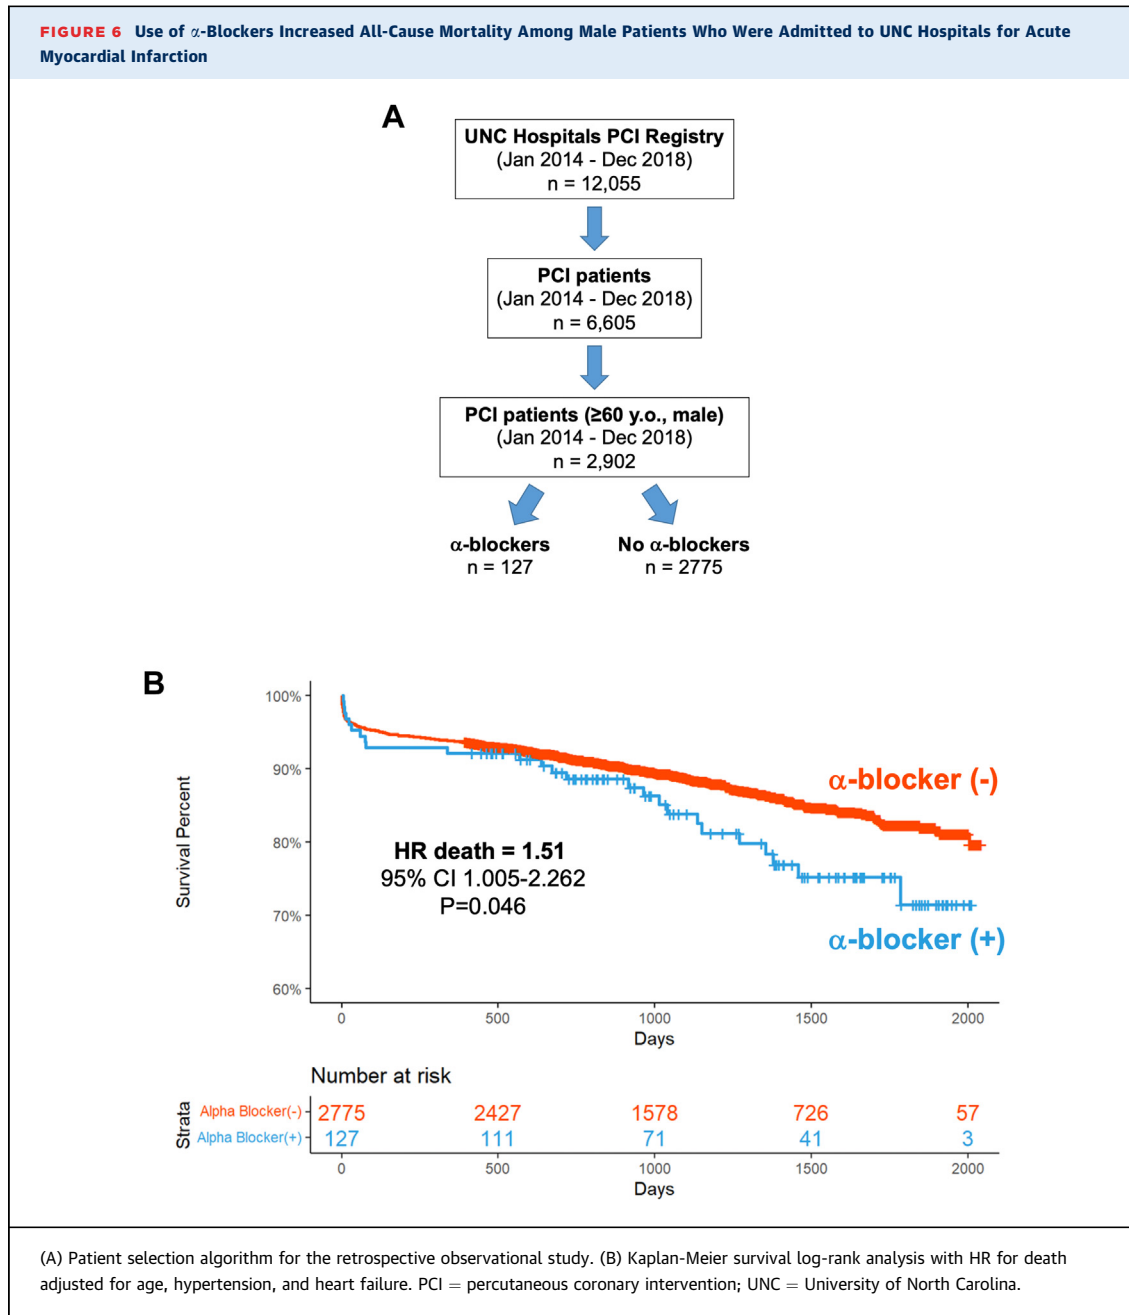 FIGURE 6 Use of α-Blockers Increased All-Cause Mortality Among Male Patients Who Were Admitted to UNC Hospitals for Acute
Myocardial Infarction
A
UNC Hospitals PCI Registry
(Jan 2014 - Dec 2018)
n = 12,055
PCI patients
(Jan 2014 - Dec 2018)
n = 6,605
PCI patients (≥60 y.o., male)
(Jan 2014 - Dec 2018)
n = 2,902
α-blockers
n = 127
No α-blockers
n = 2775
B
100%
90%
80%
70%
60%
Survival Percent
α-blocker (-)
HR death = 1.51
95% CI 1.005-2.262
P=0.046
α-blocker (+)
0 500 1000 1500 2000
Days
Number at risk
Strata
Alpha Blocker(-) 2775 2427 1578 726 57
Alpha Blocker(+) 127 111 71 41 3
0 500 1000 1500 2000
Days
(A) Patient selection algorithm for the retrospective observational study. (B) Kaplan-Meier survival log-rank analysis with HR for death
adjusted for age, hypertension, and heart failure. PCI = percutaneous coronary intervention; UNC = University of North Carolina.